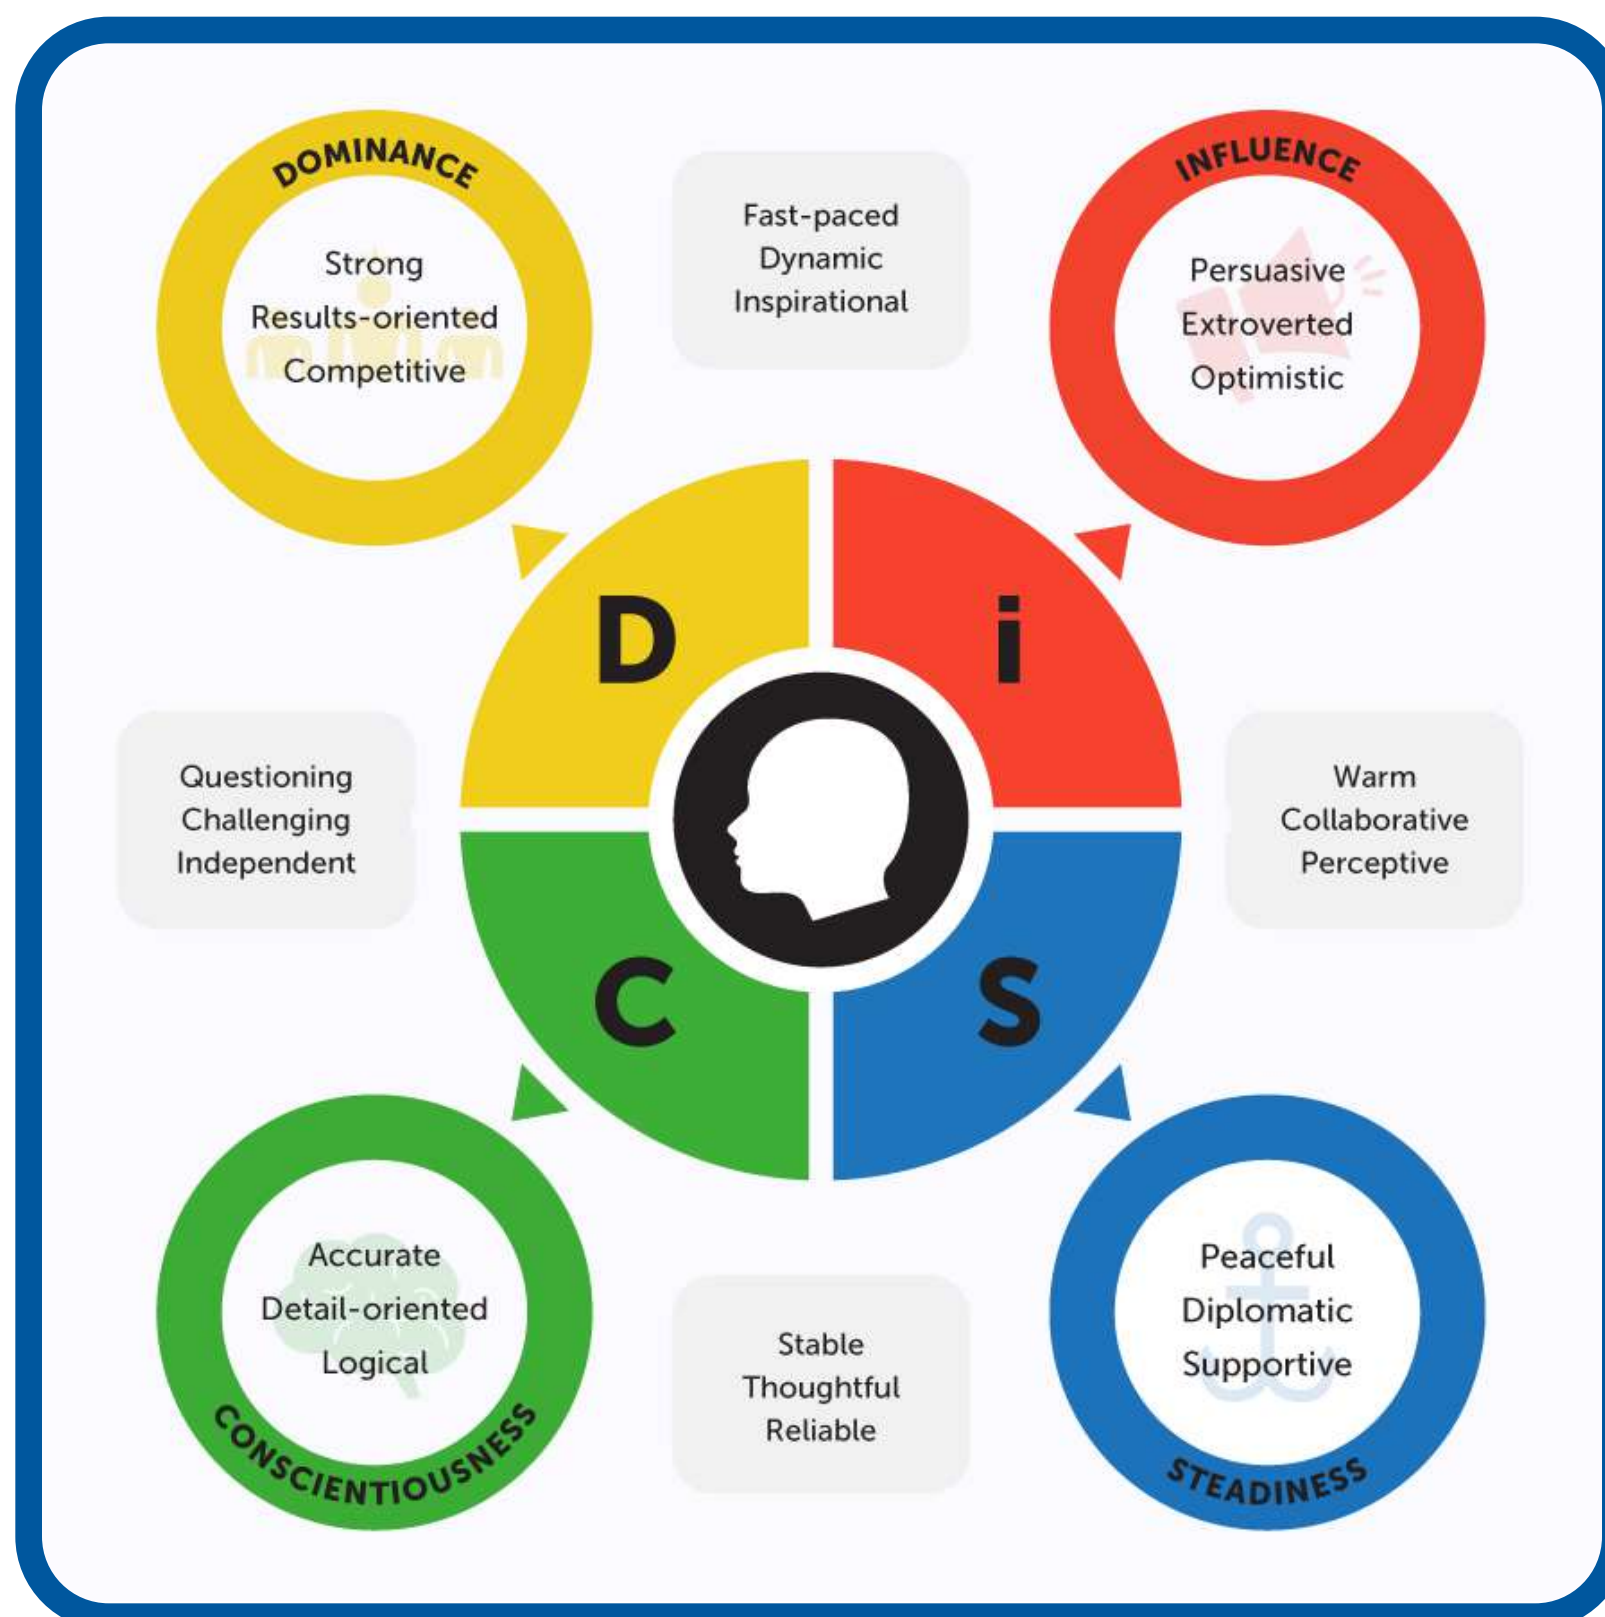 DOMINANCE
Strong
Results-oriented
Competitive
Fast-paced
Dynamic
Inspirational
INFLUENCE
Persuasive
Extroverted
Optimistic
D
i
Questioning
Challenging
Independent
Warm
Collaborative
Perceptive
C
S
Accurate
Detail-oriented
Logical
CONSCIENTIOUSNESS
Stable
Thoughtful
Reliable
Peaceful
Diplomatic
Supportive
STEADINESS